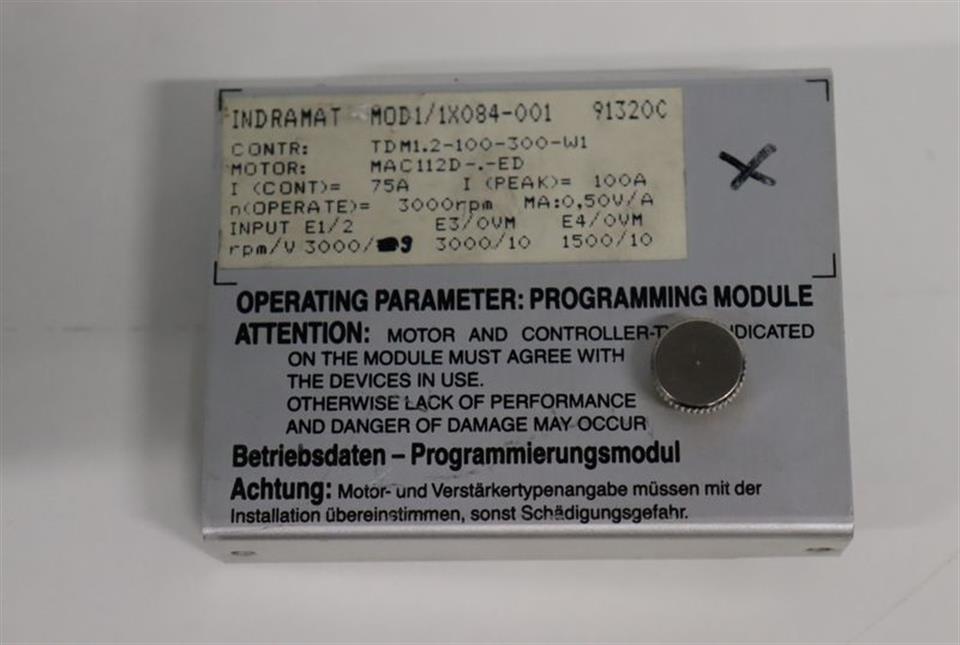 INDRAMAT MOD1/1X084-001 91320C
CONTR: TDM1.2-100-300-W1
MOTOR: MAC112D-.-ED
I (CONT)= 75A I (PEAK)= 100A
n(OPERATE)= 3000rpm MA:0,50V/A
INPUT E1/2 E3/0VM E4/0VM
rpm/V 3000/ 9 3000/10 1500/10
OPERATING PARAMETER: PROGRAMMING MODULE
ATTENTION: MOTOR AND CONTROLLER-
ON THE MODULE MUST AGREE WITH
THE DEVICES IN USE.
OTHERWISE LACK OF PERFORMANCE
AND DANGER OF DAMAGE MAY OCCUR
Betriebsdaten – Programmierungsmodul
Achtung: Motor- und Verstärkertypenangabe müssen mit der
Installation übereinstimmen, sonst Schädigungsgefahr.